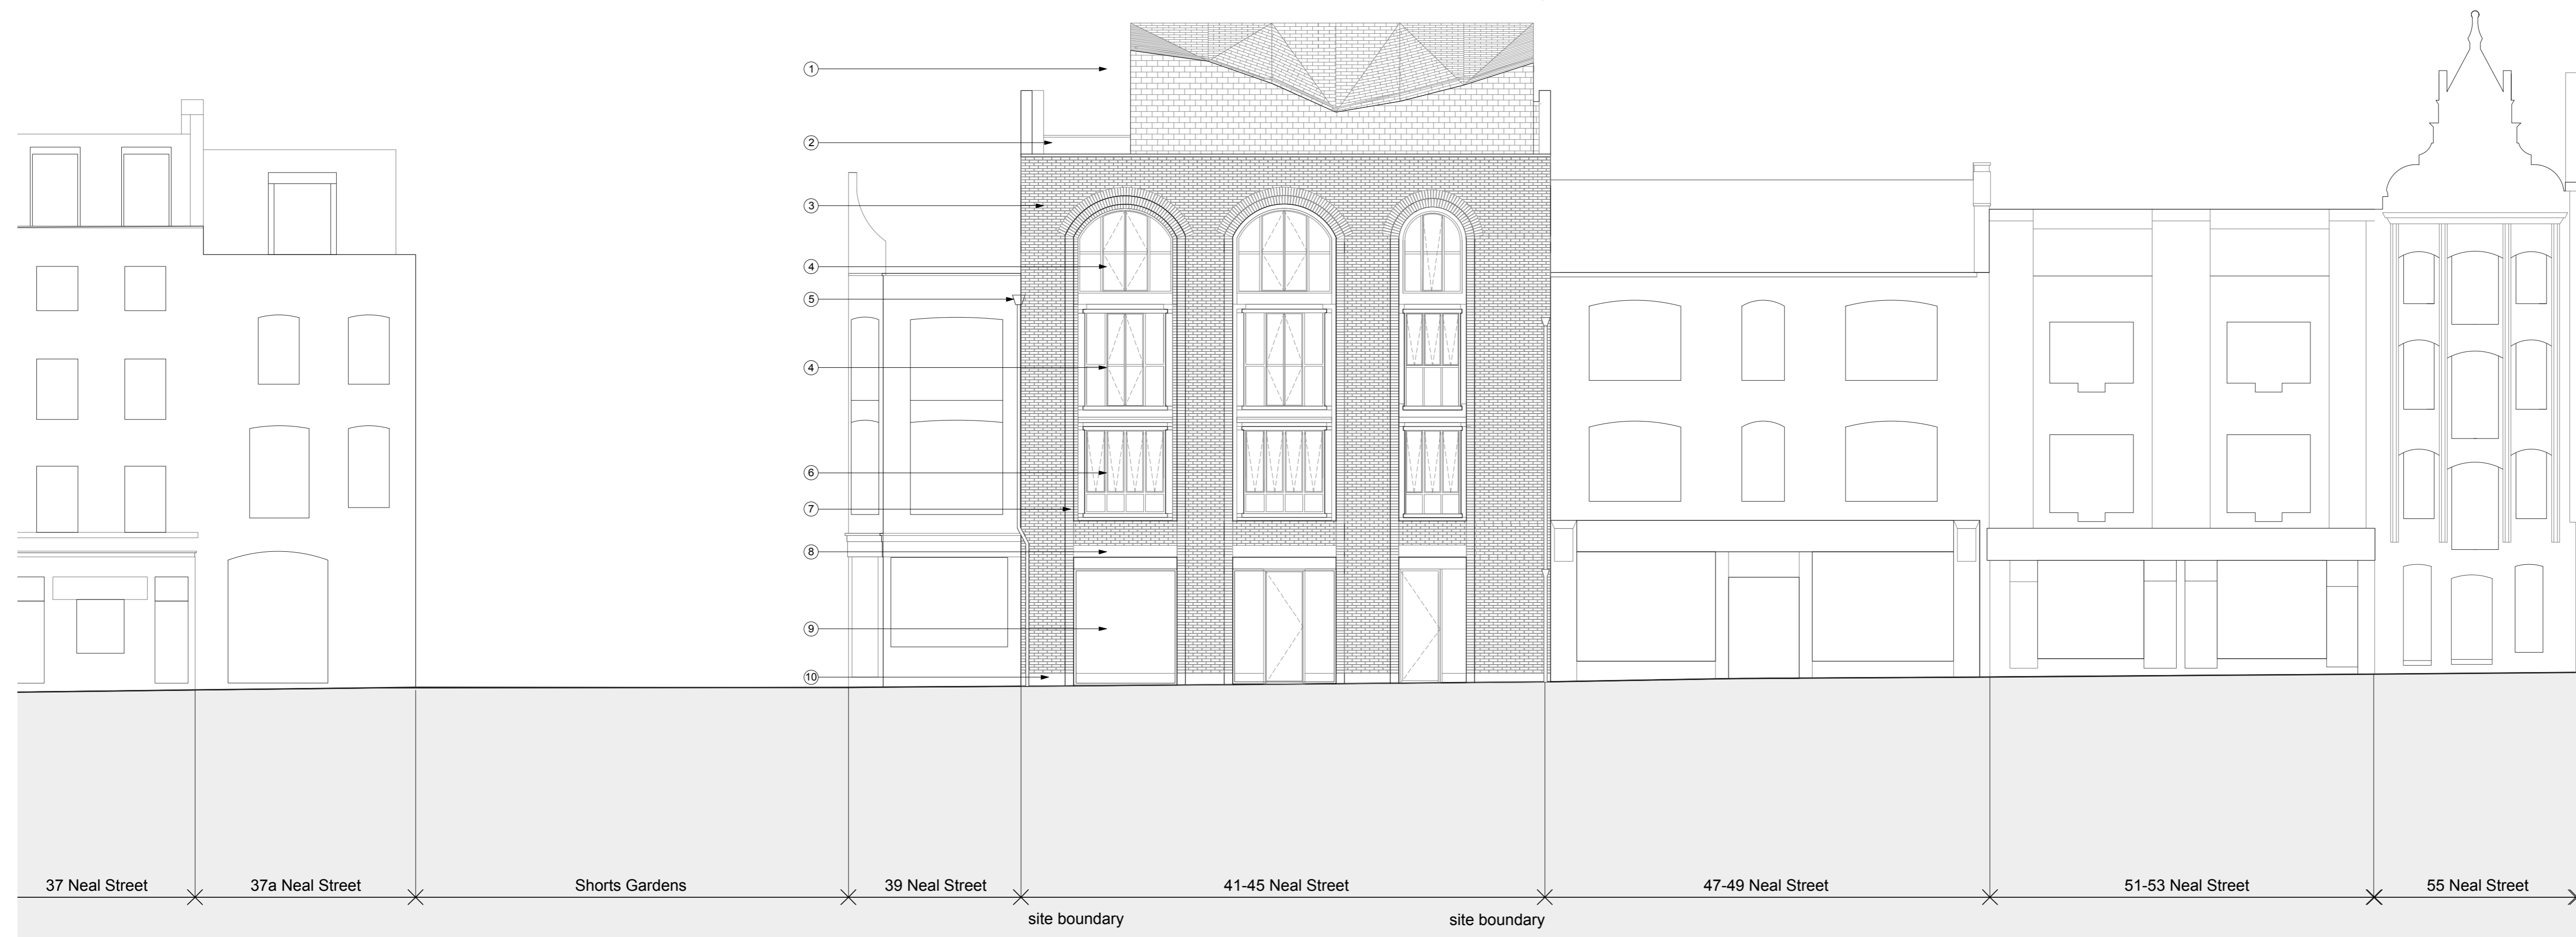 1
2
3
4
5
4
6
7
8
9
10
37 Neal Street
37a Neal Street
Shorts Gardens
39 Neal Street
41-45 Neal Street
47-49 Neal Street
51-53 Neal Street
55 Neal Street
site boundary
site boundary